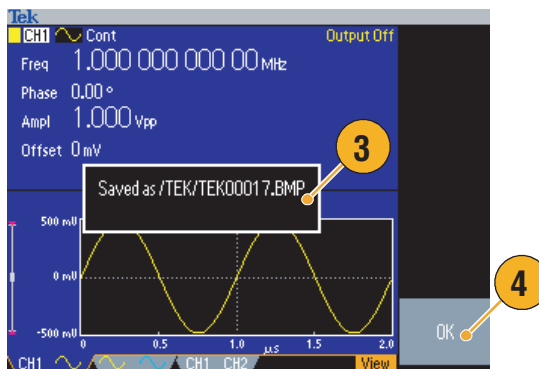 Tek
CH1 Cont Output Off
Freq 1.000 000 000 00 MHz
Phase 0.00 °
Ampl 1.000 Vpp
Offset 0 mV
3
Saved as /TEK/TEK00017.BMP
500 mV
0 mV
-500 mV
0 0.5 1.0 1.5 2.0
µs
4
OK
CH1 CH1 CH2 View